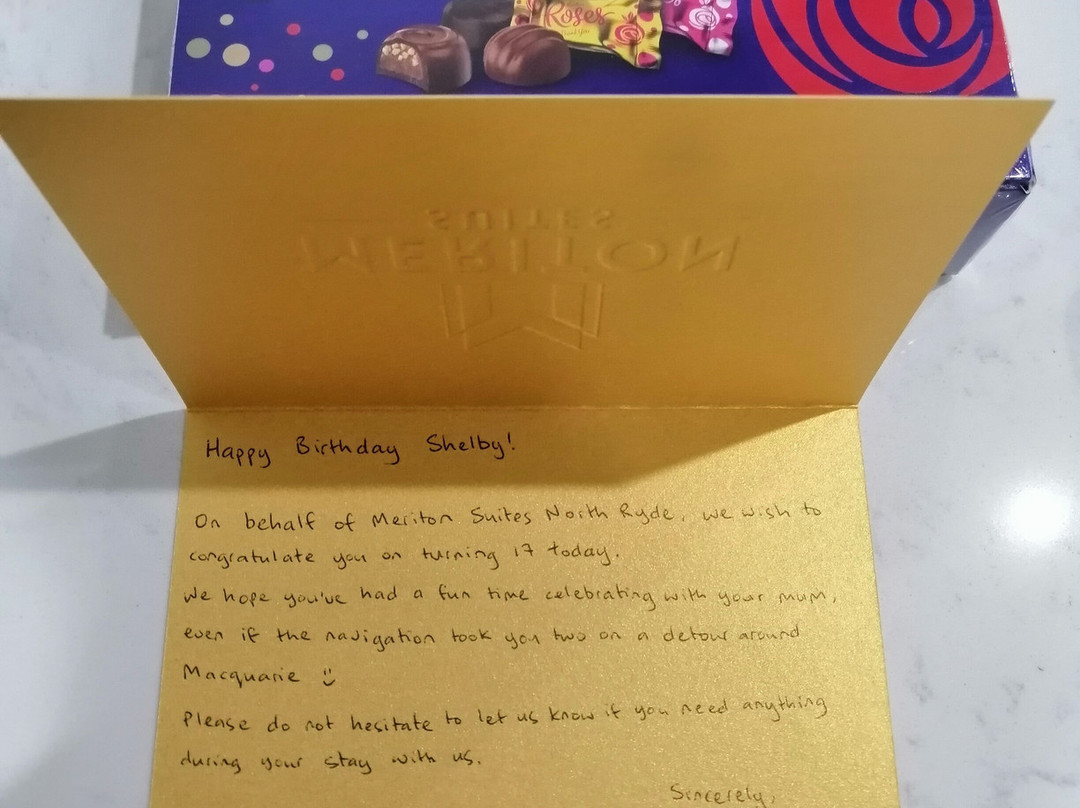 Roses
SUITES
MERITON
Happy Birthday Shelby!
On behalf of Meriton Suites North Ryde, we wish to
congratulate you on turning 17 today.
We hope you've had a fun time celebrating with your mum,
even if the navigation took you two on a detour around
Macquarie ü
Please do not hesitate to let us know if you need anything
during your stay with us.
Sincerely,